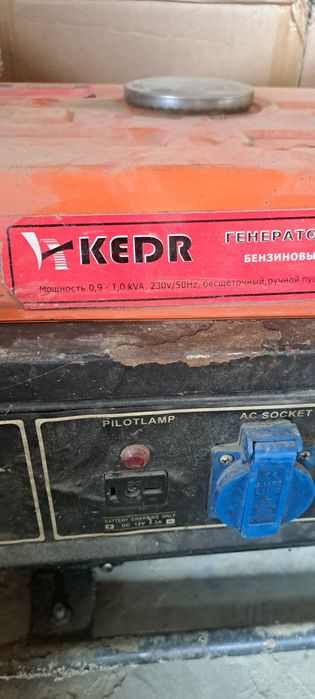 KEDR
ГЕНЕРАТО
БЕНЗИНОВЫ
Мощность 0,9 - 1,0 kVA, 230v/50Hz, бесщеточный, ручной пус
PILOTLAMP
AC SOCKET
BATTERY CHARGING ONLY
DC 12V 8.3A